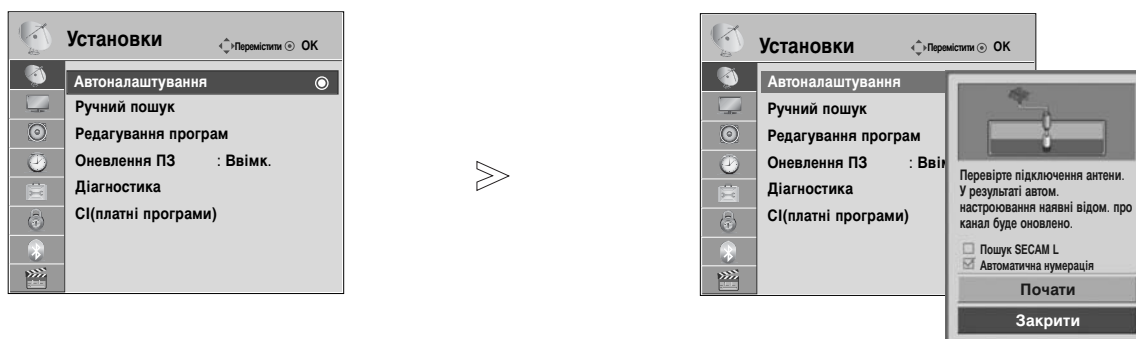 Установки Перемістити OK
Автоналаштування
Ручний пошук
Редагування програм
Оневлення ПЗ : Ввімк.
Діагностика
CI(платні програми)
Установки Перемістити OK
Автоналаштування
Ручний пошук
Редагування програм
Оневлення ПЗ : Ввім
Діагностика
CI(платні програми)
Перевірте підключення антени.
У результаті автом.
настроювання наявні відом. про
канал буде оновлено.
Пошук SECAM L
Автоматична нумерація
Почати
Закрити